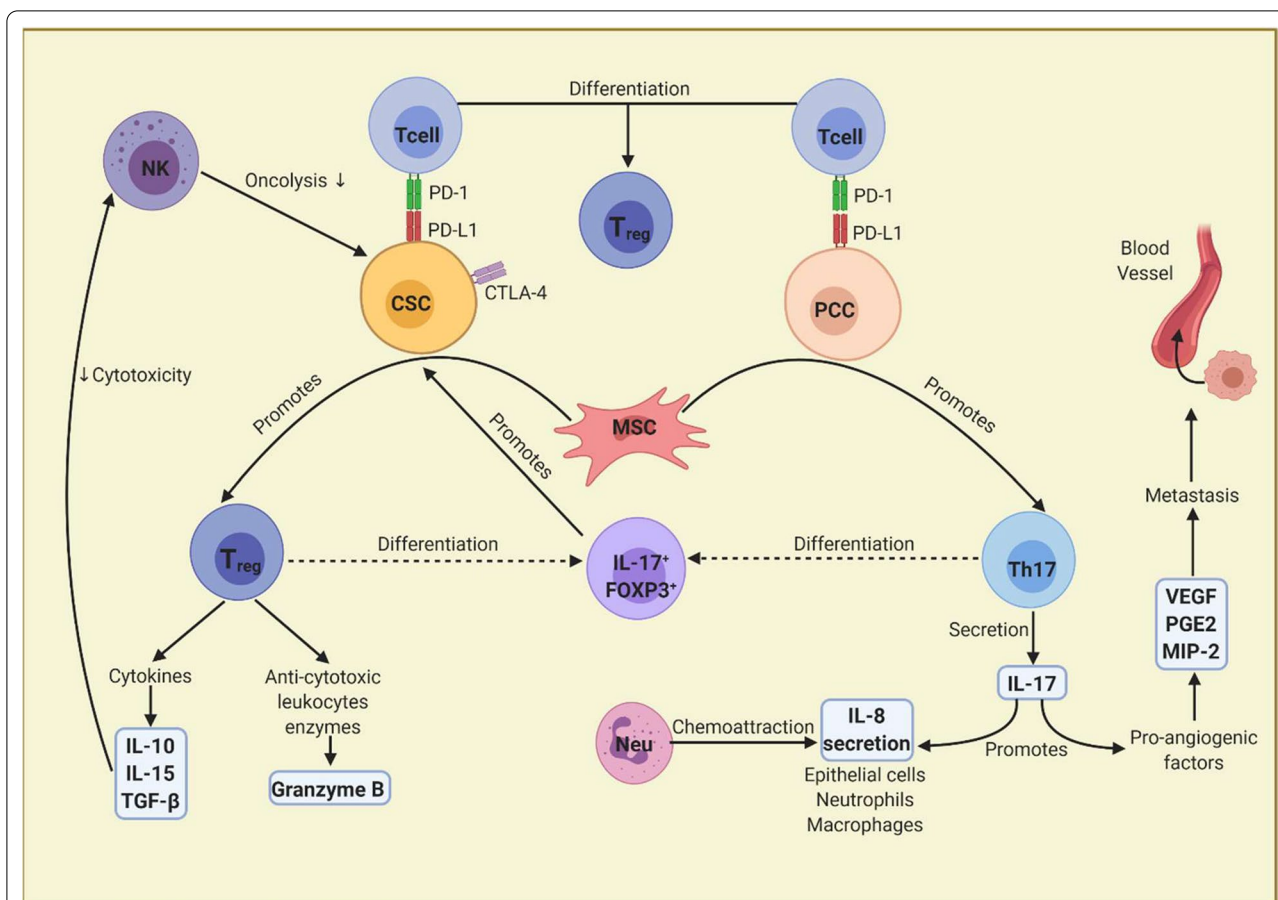 Differentiation
Tcell
Tcell
NK
Oncolysis ↓
PD-1
PD-L1
PD-1
PD-L1
Treg
CSC
CTLA-4
PCC
Blood
Vessel
↓Cytotoxicity
Promotes
Promotes
MSC
Promotes
Metastasis
Treg
Differentiation
IL-17⁺
FOXP3⁺
Differentiation
Th17
VEGF
PGE2
MIP-2
Secretion
Cytokines
Anti-cytotoxic
leukocytes
enzymes
IL-17
IL-10
IL-15
TGF-β
Granzyme B
Neu
Chemoattraction
IL-8
secretion
Epithelial cells
Neutrophils
Macrophages
Promotes
Pro-angiogenic
factors